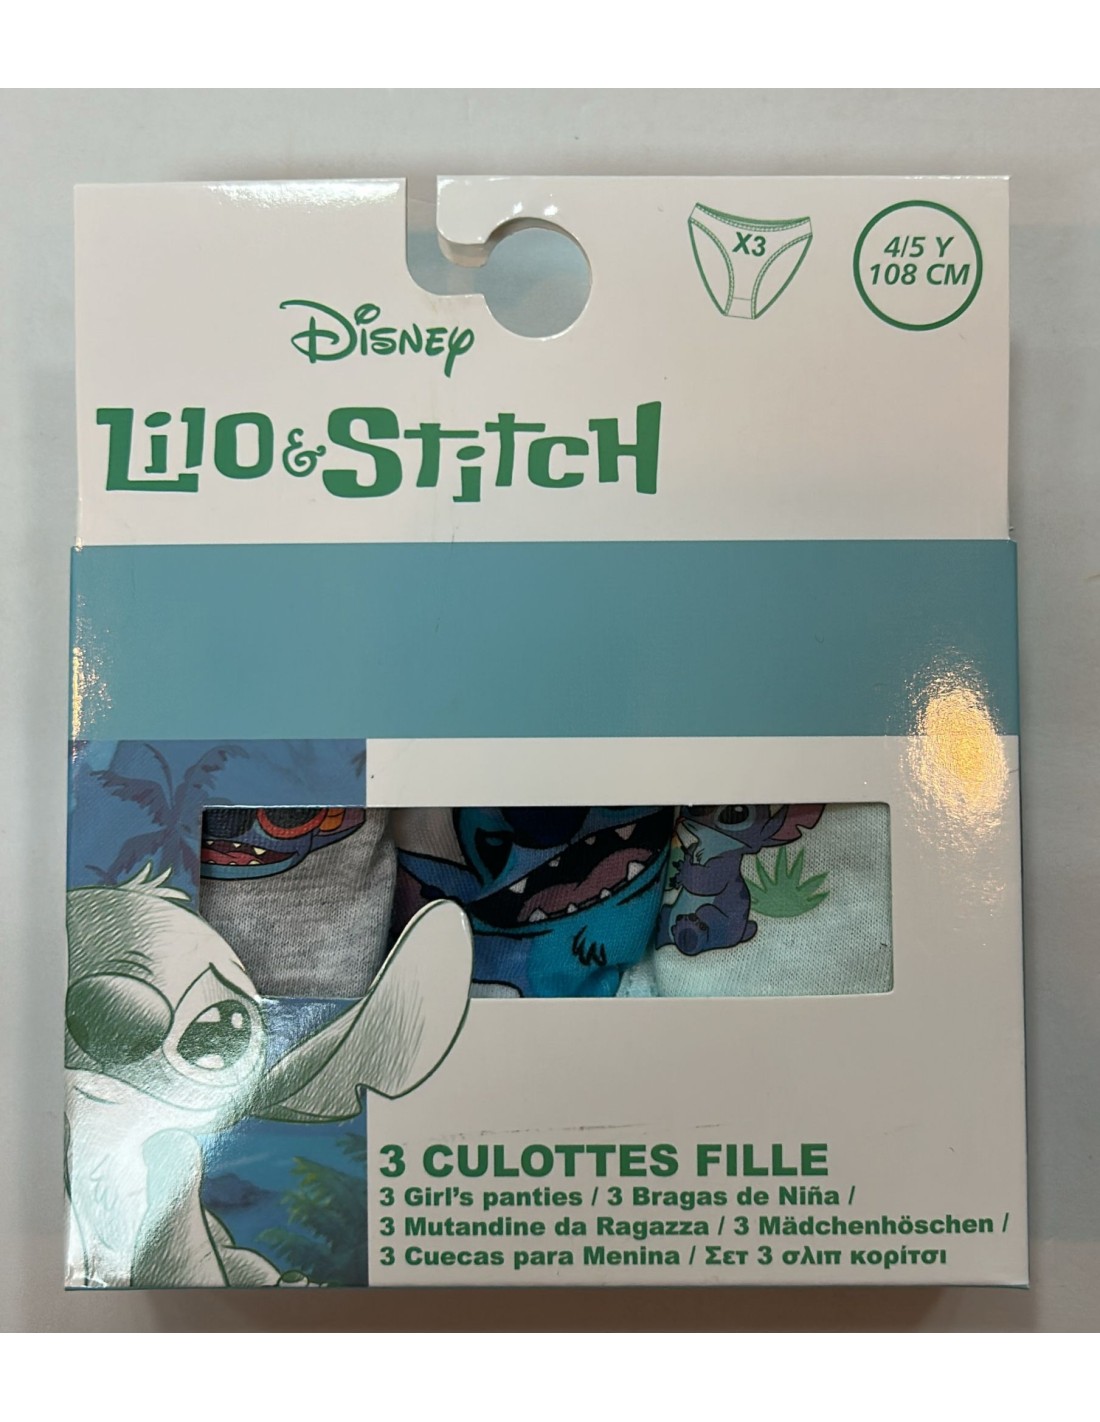 X3
4/5 Y
108 CM
Disney
Lilo & Stitch
3 CULOTTES FILLE
3 Girl's panties / 3 Bragas de Niña /
3 Mutandine da Ragazza / 3 Mädchenhöschen /
3 Cuecas para Menina / Σετ 3 σλιπ κορίτσι